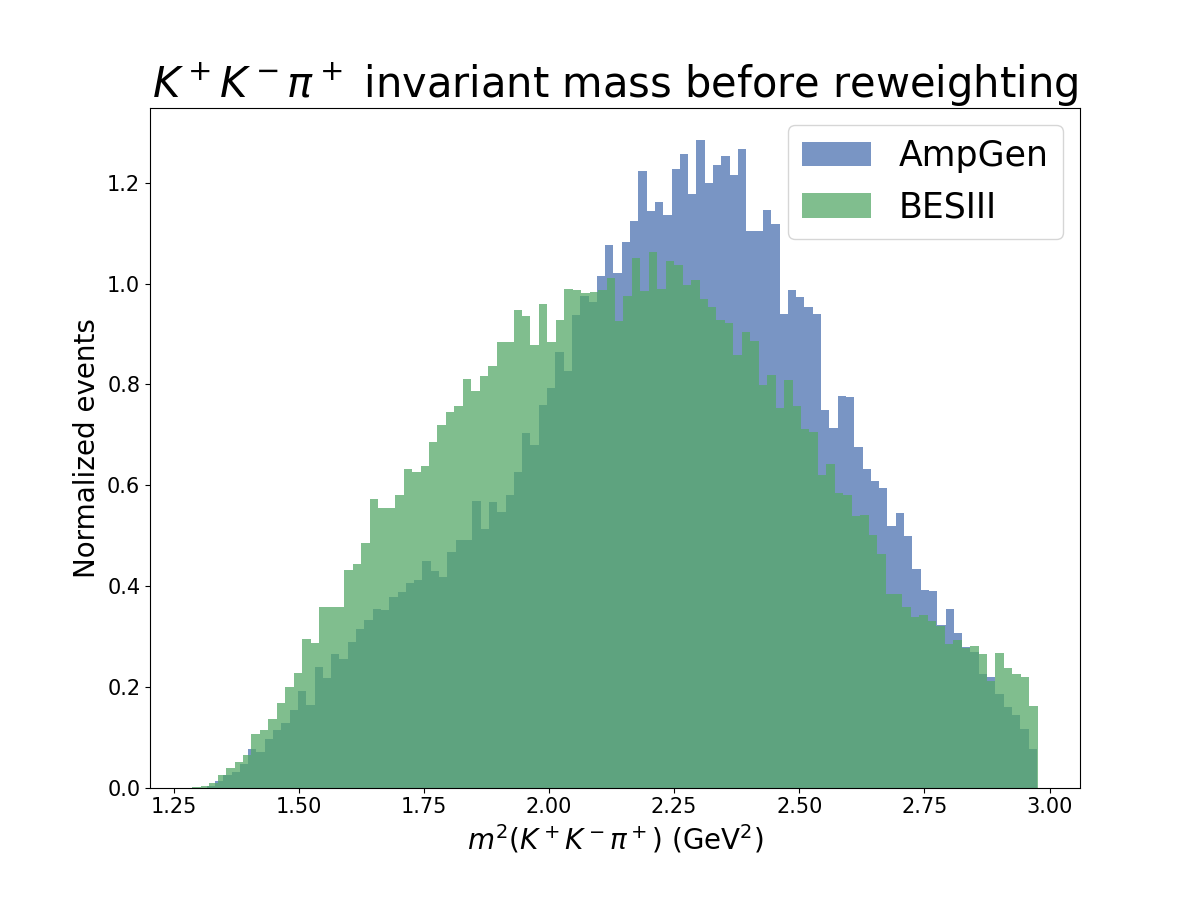 K⁺K⁻π⁺ invariant mass before reweighting
AmpGen
BESIII
Normalized events
1.2
1.0
0.8
0.6
0.4
0.2
0.0
1.25 1.50 1.75 2.00 2.25 2.50 2.75 3.00
m²(K⁺K⁻π⁺) (GeV²)